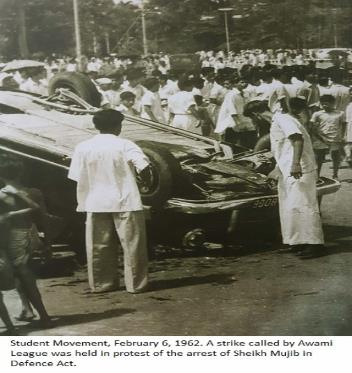 Student Movement, February 6, 1962. A strike called by Awami
League was held in protest of the arrest of Sheikh Mujib in
Defence Act.